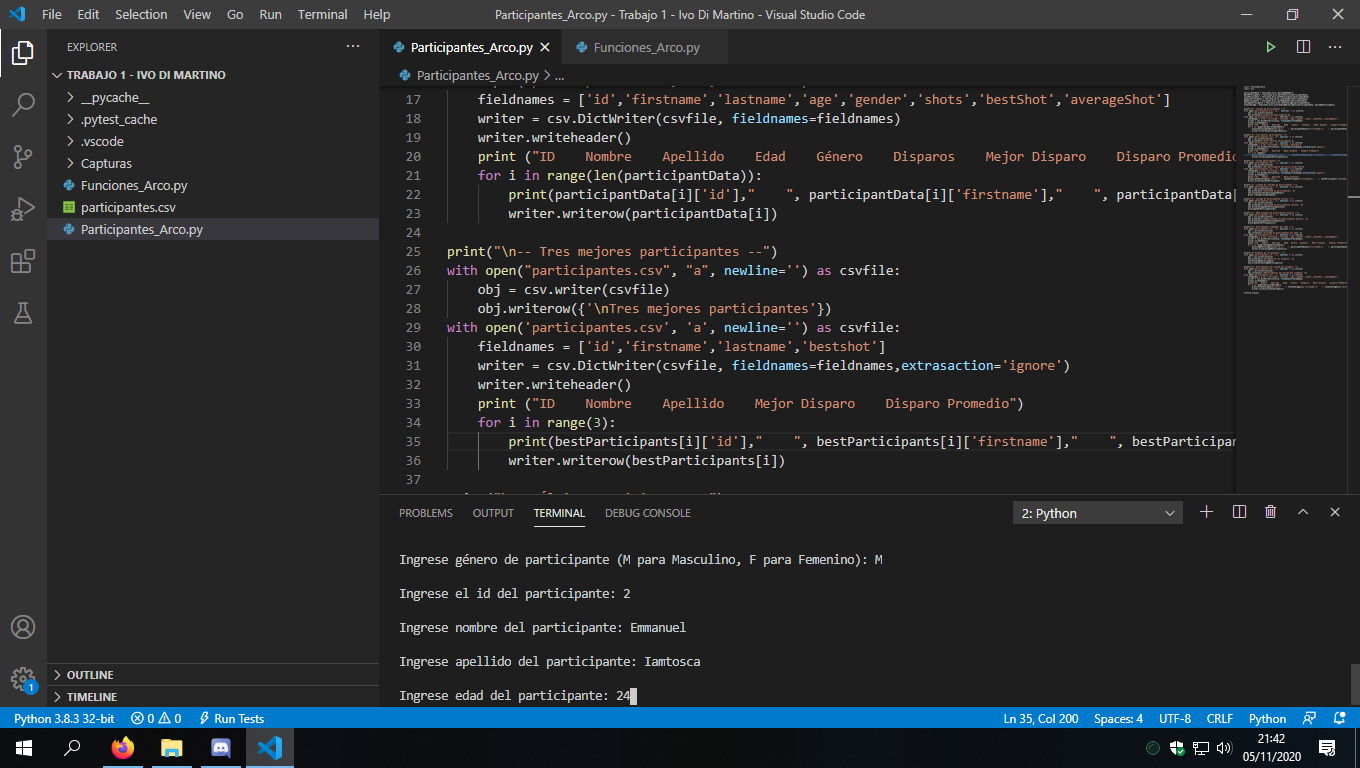 File Edit Selection View Go Run Terminal Help
Participantes_Arco.py - Trabajo 1 - Ivo Di Martino - Visual Studio Code
EXPLORER
TRABAJO 1 - IVO DI MARTINO
__pycache__
.pytest_cache
.vscode
Capturas
Funciones_Arco.py
participantes.csv
Participantes_Arco.py
OUTLINE
TIMELINE
Participantes_Arco.py
Funciones_Arco.py
Participantes_Arco.py > ...
17 fieldnames = ['id','firstname','lastname','age','gender','shots','bestShot','averageShot']
18 writer = csv.DictWriter(csvfile, fieldnames=fieldnames)
19 writer.writeheader()
20 print ("ID    Nombre    Apellido    Edad    Género    Disparos    Mejor Disparo    Disparo Promedio
21 for i in range(len(participantData)):
22 print(participantData[i]['id'],"    ", participantData[i]['firstname'],"    ", participantData
23 writer.writerow(participantData[i])
24
25 print("\n-- Tres mejores participantes --")
26 with open("participantes.csv", "a", newline='') as csvfile:
27 obj = csv.writer(csvfile)
28 obj.writerow({'\nTres mejores participantes'})
29 with open('participantes.csv', 'a', newline='') as csvfile:
30 fieldnames = ['id','firstname','lastname','bestshot']
31 writer = csv.DictWriter(csvfile, fieldnames=fieldnames,extrasaction='ignore')
32 writer.writeheader()
33 print ("ID    Nombre    Apellido    Mejor Disparo    Disparo Promedio")
34 for i in range(3):
35 print(bestParticipants[i]['id'],"    ", bestParticipants[i]['firstname'],"    ", bestParticipan
36 writer.writerow(bestParticipants[i])
37
PROBLEMS OUTPUT TERMINAL DEBUG CONSOLE
2: Python
Ingrese género de participante (M para Masculino, F para Femenino): M
Ingrese el id del participante: 2
Ingrese nombre del participante: Emmanuel
Ingrese apellido del participante: Iamtosca
Ingrese edad del participante: 24
1
Python 3.8.3 32-bit 0 0 Run Tests
Ln 35, Col 200 Spaces: 4 UTF-8 CRLF Python
21:42
05/11/2020